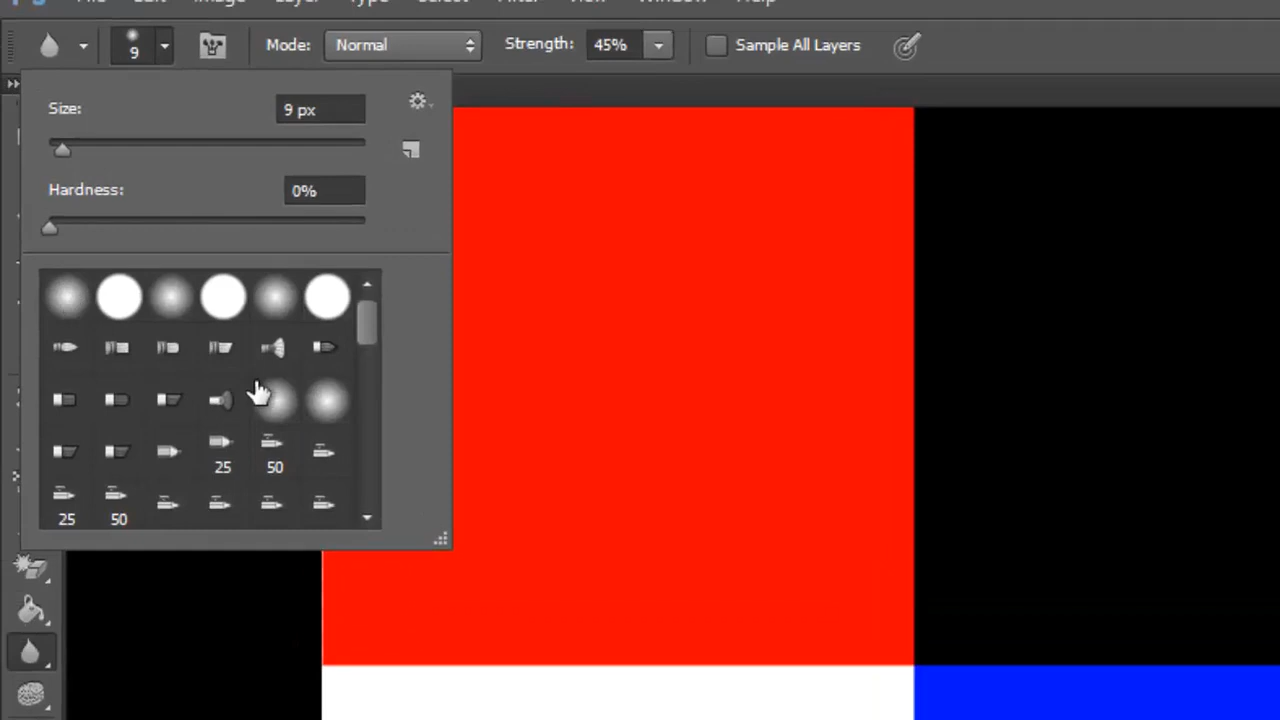 File Edit Image Layer Type Select Filter View Window Help
9 Mode: Normal Strength: 45% Sample All Layers
Size: 9 px
Hardness: 0%
25 50
25 50